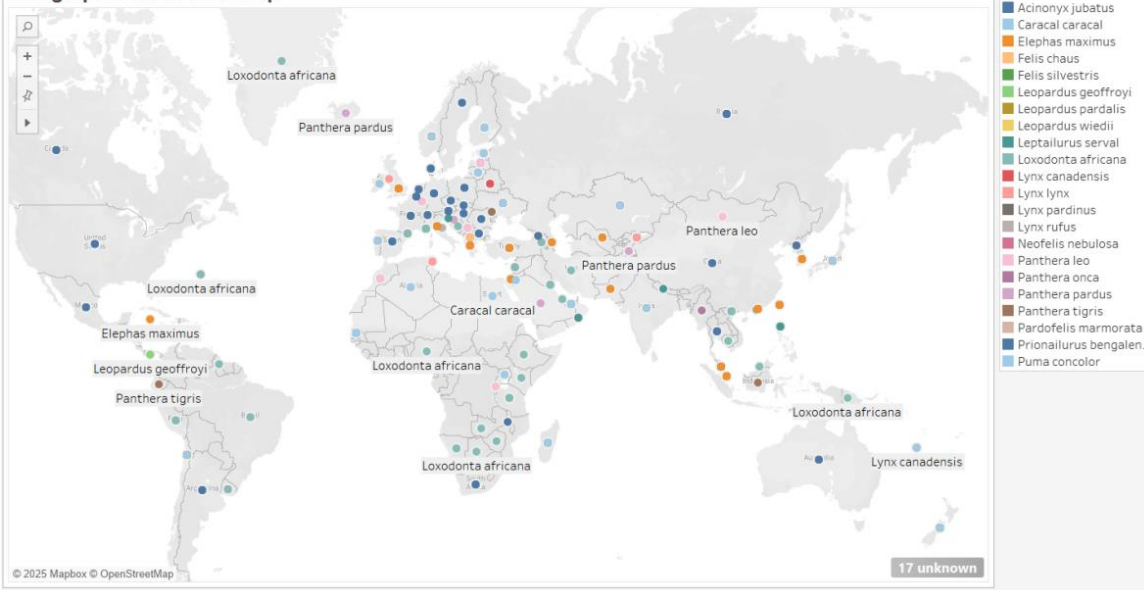 Acinonyx jubatus
Caracal caracal
Elephas maximus
Felis chaus
Felis silvestris
Leopardus geoffroyi
Leopardus pardalis
Leopardus wiedii
Leptailurus serval
Loxodonta africana
Lynx canadensis
Lynx lynx
Lynx pardinus
Lynx rufus
Neofelis nebulosa
Panthera leo
Panthera onca
Panthera pardus
Panthera tigris
Pardofelis marmorata
Prionailurus bengalen.
Puma concolor
Loxodonta africana
Panthera pardus
Panthera leo
Panthera pardus
Loxodonta africana
Caracal caracal
Elephas maximus
Leopardus geoffroyi
Loxodonta africana
Panthera tigris
Loxodonta africana
Loxodonta africana
Lynx canadensis
© 2025 Mapbox © OpenStreetMap
17 unknown